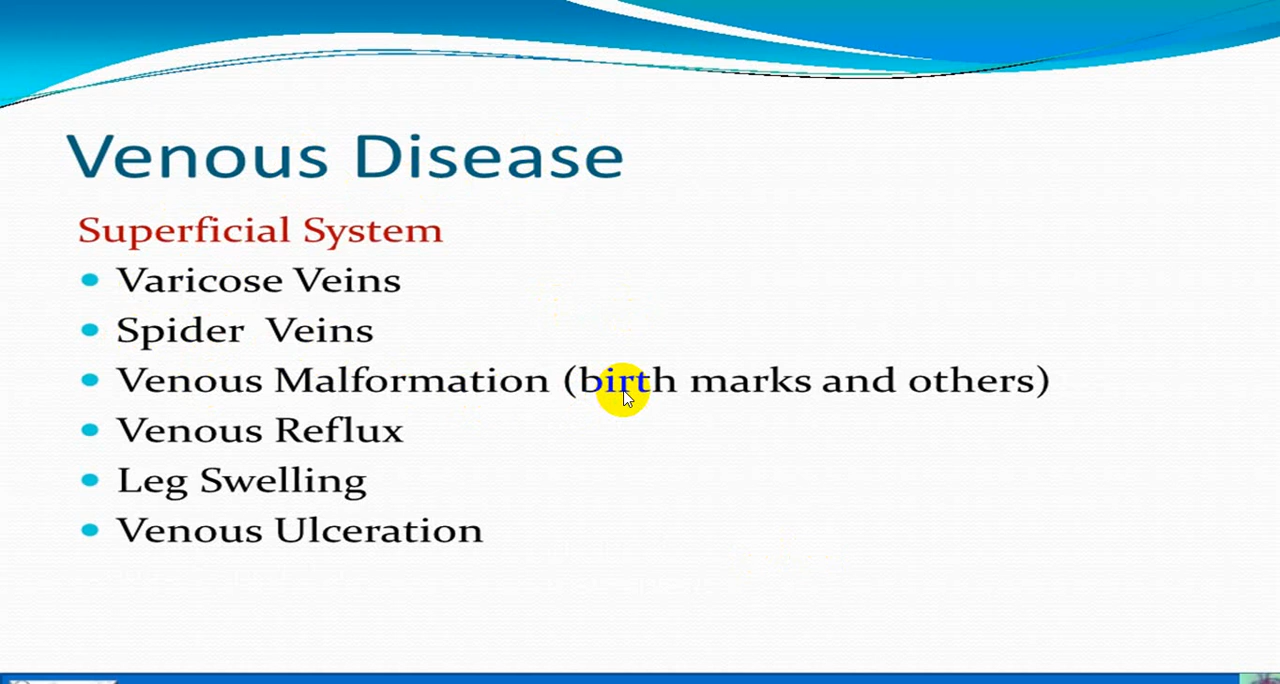 Venous Disease
Superficial System
• Varicose Veins
• Spider Veins
• Venous Malformation (birth marks and others)
• Venous Reflux
• Leg Swelling
• Venous Ulceration